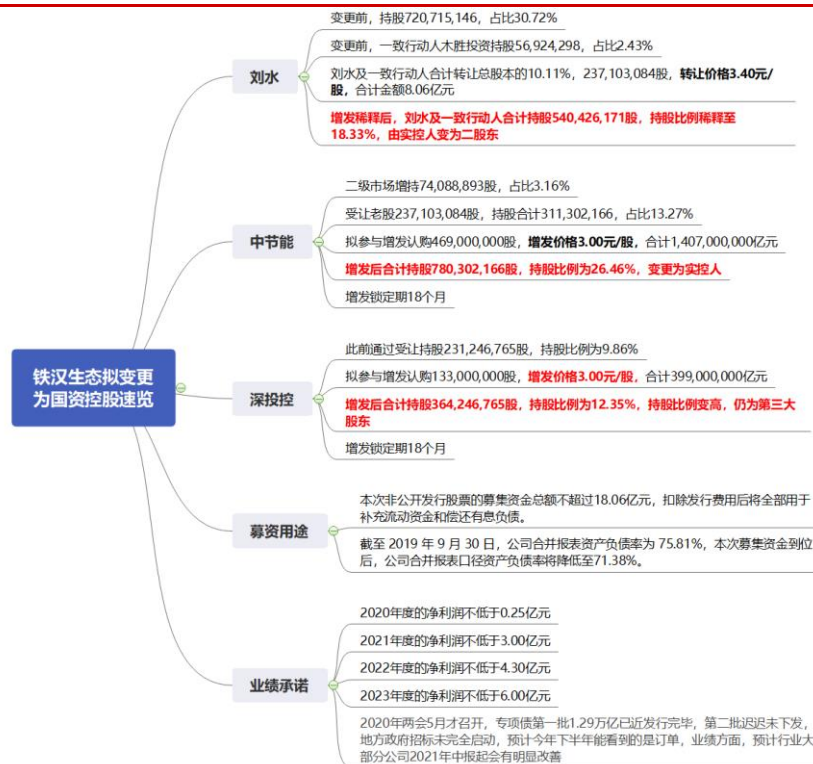 变更前，持股720,715,146，占比30.72%
变更前，一致行动人木胜投资持股56,924,298，占比2.43%
刘水及一致行动人合计转让总股本的10.11%，237,103,084股，转让价格3.40元/
股，合计金额8.06亿元
增发稀释后，刘水及一致行动人合计持股540,426,171股，持股比例稀释至
18.33%，由实控人变为二股东
刘水
二级市场增持74,088,893股，占比3.16%
受让老股237,103,084股，持股合计311,302,166，占比13.27%
拟参与增发认购469,000,000股，增发价格3.00元/股，合计1,407,000,000亿元
增发后合计持股780,302,166股，持股比例为26.46%，变更为实控人
增发锁定期18个月
中节能
铁汉生态拟变更
为国资控股速览
此前通过受让持股231,246,765股，持股比例为9.86%
拟参与增发认购133,000,000股，增发价格3.00元/股，合计399,000,000亿元
增发后合计持股364,246,765股，持股比例为12.35%，持股比例变高，仍为第三大
股东
增发锁定期18个月
深投控
本次非公开发行股票的募集资金总额不超过18.06亿元，扣除发行费用后将全部用于
补充流动资金和偿还有息负债。
截至 2019 年 9 月 30 日，公司合并报表资产负债率为 75.81%，本次募集资金到位
后，公司合并报表口径资产负债率将降低至71.38%。
募资用途
2020年度的净利润不低于0.25亿元
2021年度的净利润不低于3.00亿元
2022年度的净利润不低于4.30亿元
2023年度的净利润不低于6.00亿元
2020年两会5月才召开，专项债第一批1.29万亿已近发行完毕，第二批迟迟未下发，
地方政府招标未完全启动，预计今年下半年能看到的是订单，业绩方面，预计行业大
部分公司2021年中报起会有明显改善
业绩承诺